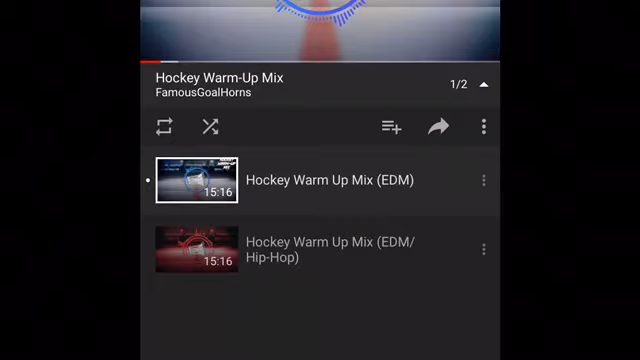 Hockey Warm-Up Mix
FamousGoalHorns
1/2
15:16
Hockey Warm Up Mix (EDM)
15:16
Hockey Warm Up Mix (EDM/
Hip-Hop)